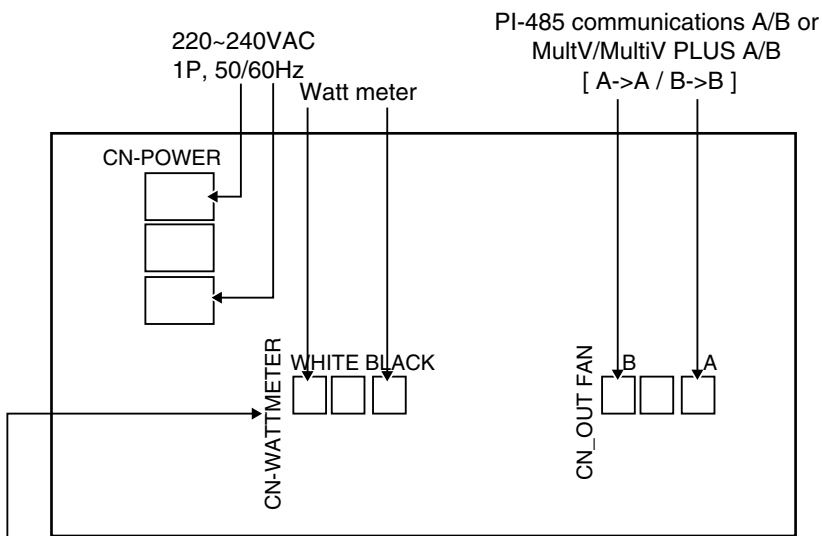 PI-485 communications A/B or
MultV/MultiV PLUS A/B
[ A->A / B->B ]
220~240VAC
1P, 50/60Hz
Watt meter
CN-POWER
CN-WATTMETER
WHITE BLACK
CN_OUT FAN
B
A